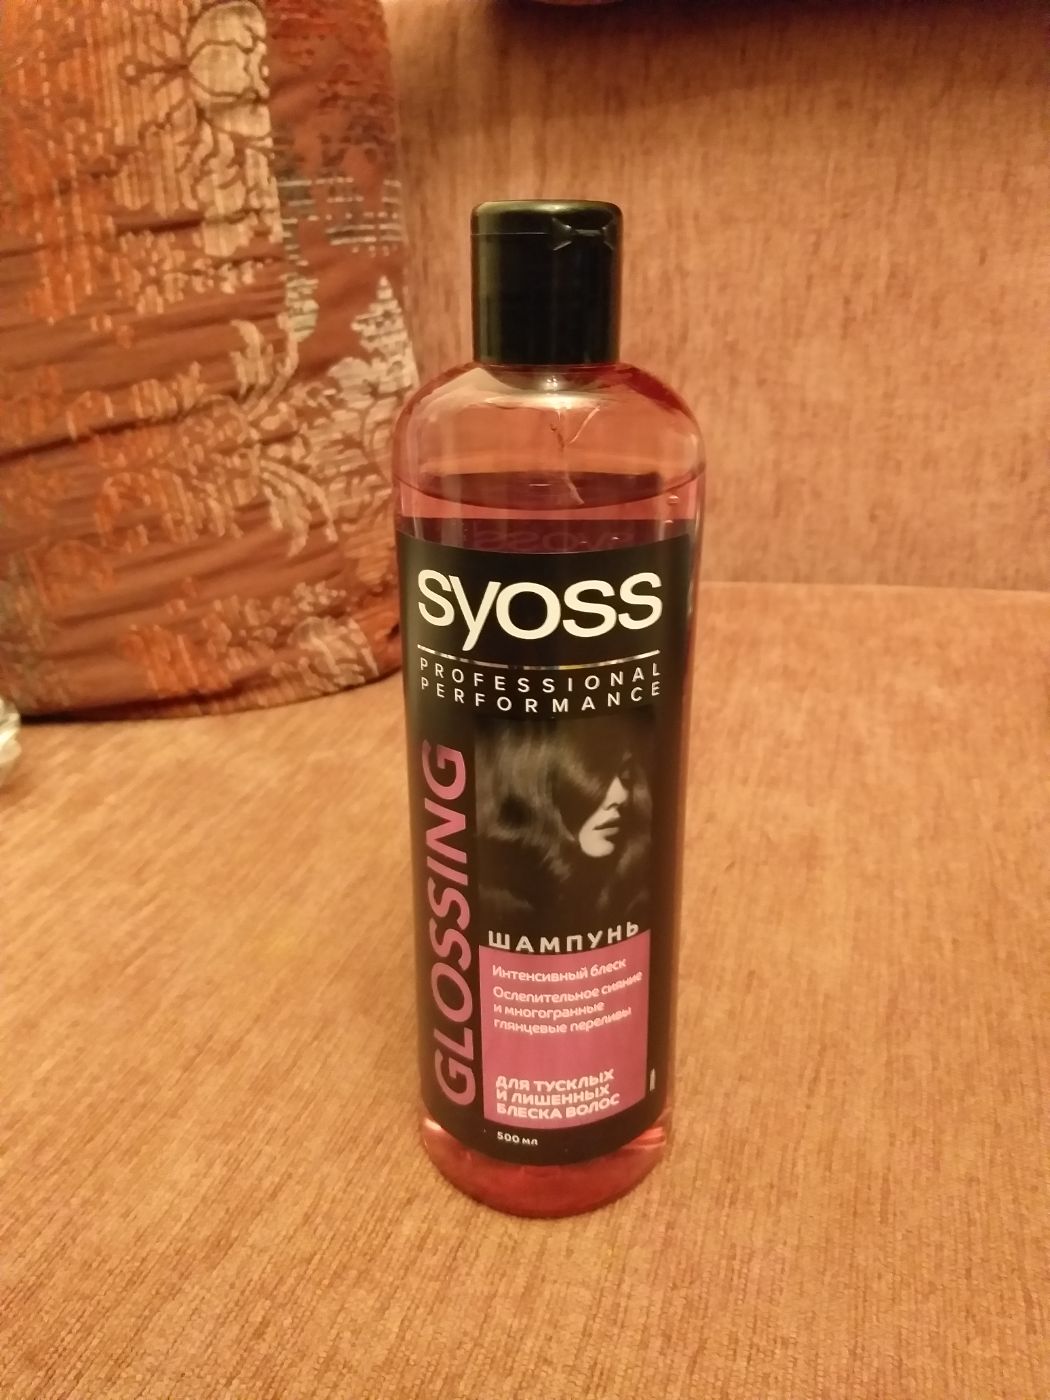 syoss
PROFESSIONAL
PERFORMANCE
GLOSSING
ШАМПУНЬ
Интенсивный блеск
Ослепительное сияние
и многогранные
глянцевые переливы
ДЛЯ ТУСКЛЫХ
И ЛИШЕННЫХ
БЛЕСКА ВОЛОС
500 мл